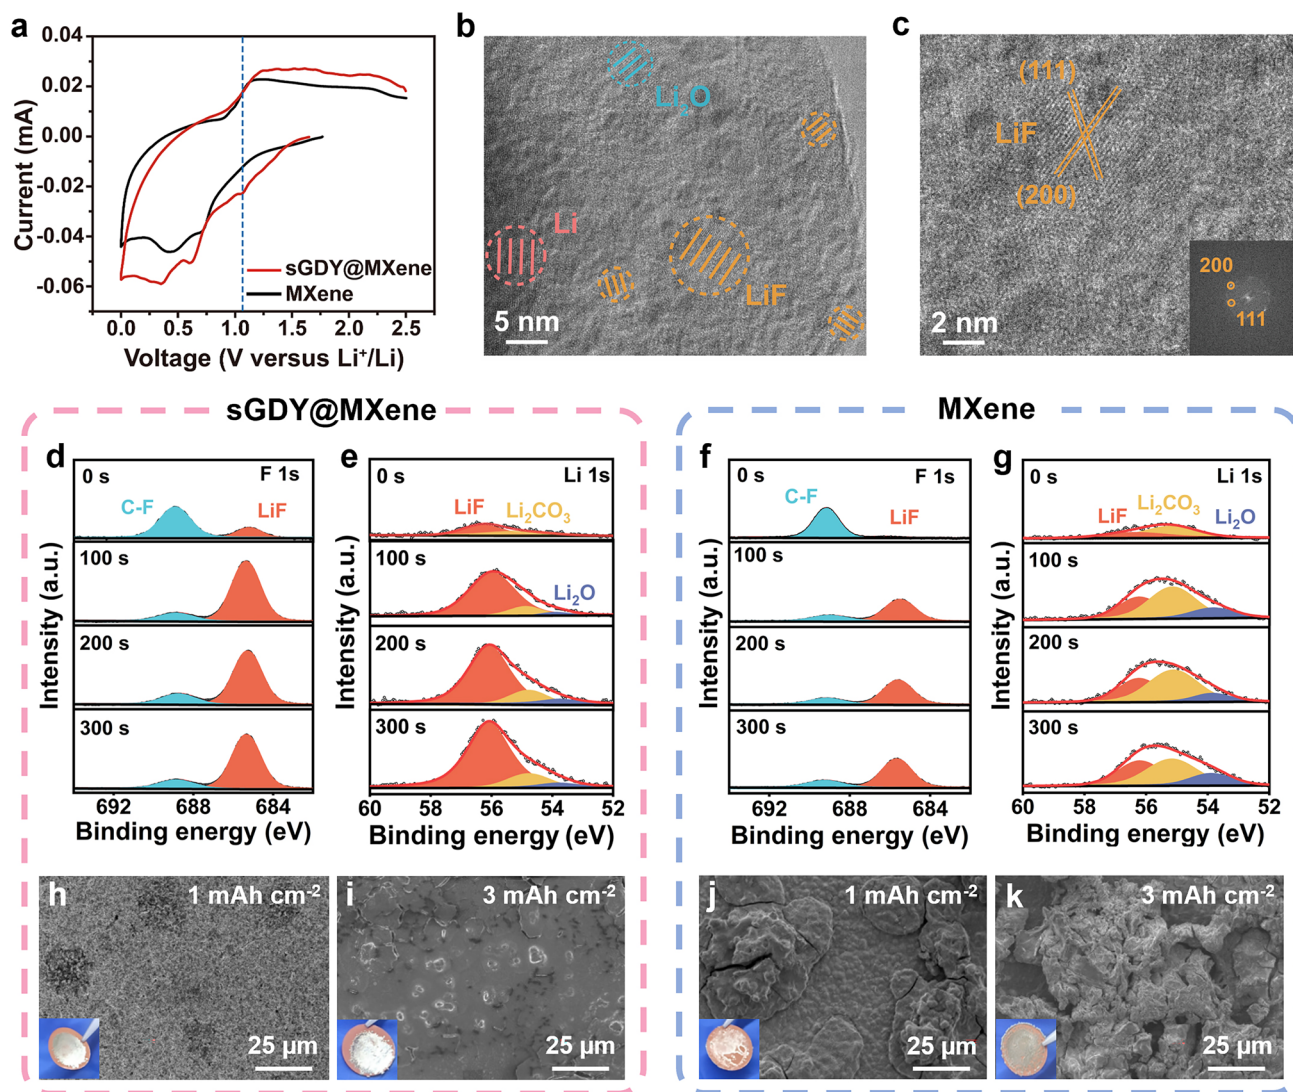 a
0.04
0.02
0.00
-0.02
-0.04
-0.06
Current (mA)
sGDY@MXene
MXene
0.0 0.5 1.0 1.5 2.0 2.5
Voltage (V versus Li⁺/Li)
b
Li₂O
Li
LiF
5 nm
c
(111)
LiF
(200)
200
111
2 nm
sGDY@MXene
d
0 s
F 1s
C-F
LiF
100 s
200 s
300 s
Intensity (a.u.)
692 688 684
Binding energy (eV)
e
Li 1s
LiF
Li₂CO₃
Li₂O
Intensity (a.u.)
60 58 56 54 52
Binding energy (eV)
MXene
f
0 s
F 1s
C-F
LiF
100 s
200 s
300 s
Intensity (a.u.)
692 688 684
Binding energy (eV)
g
0 s
Li 1s
LiF
Li₂CO₃
Li₂O
100 s
200 s
300 s
Intensity (a.u.)
60 58 56 54 52
Binding energy (eV)
0 s
100 s
200 s
300 s
h
1 mAh cm⁻²
25 µm
i
3 mAh cm⁻²
25 µm
j
1 mAh cm⁻²
25 µm
k
3 mAh cm⁻²
25 µm